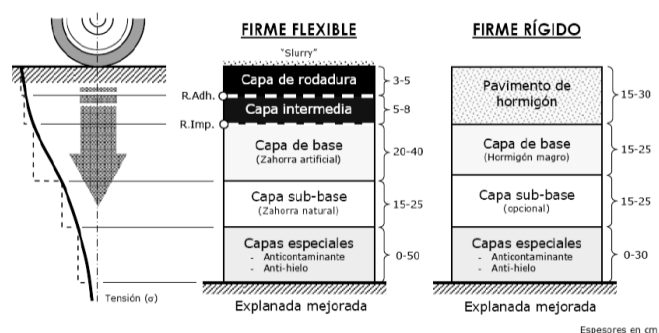 FIRME FLEXIBLE
"Slurry"
Capa de rodadura
3-5
R.Adh.
Capa intermedia
5-8
R.Imp.
Capa de base
(Zahorra artificial)
20-40
Capa sub-base
(Zahorra natural)
15-25
Capas especiales
- Anticontaminante
- Anti-hielo
0-50
Explanada mejorada
Tensión (σ)
FIRME RÍGIDO
Pavimento de
hormigón
15-30
Capa de base
(Hormigón magro)
15-25
Capa sub-base
(opcional)
15-25
Capas especiales
- Anticontaminante
- Anti-hielo
0-30
Explanada mejorada
Espesores en cm